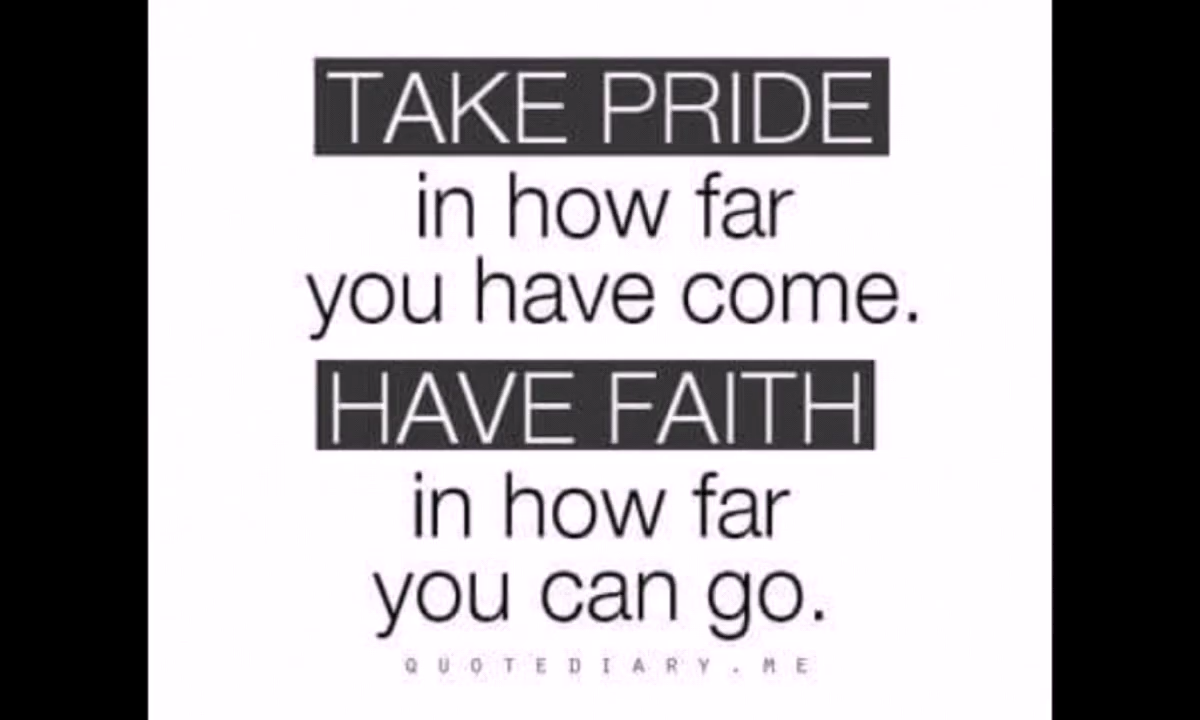 TAKE PRIDE
in how far
you have come.
HAVE FAITH
in how far
you can go.
QUOTEDIARY.ME